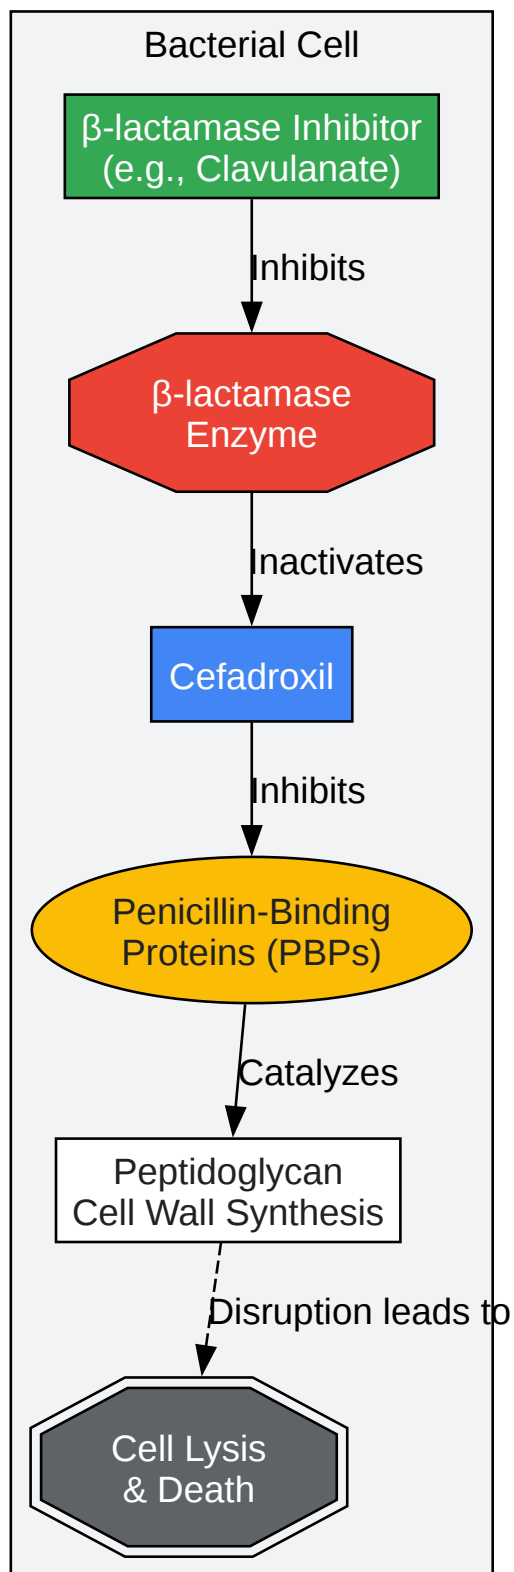 Bacterial Cell
β-lactamase Inhibitor
(e.g., Clavulanate)
Inhibits
β-lactamase
Enzyme
Inactivates
Cefadroxil
Inhibits
Penicillin-Binding
Proteins (PBPs)
Catalyzes
Peptidoglycan
Cell Wall Synthesis
Disruption leads to
Cell Lysis
& Death